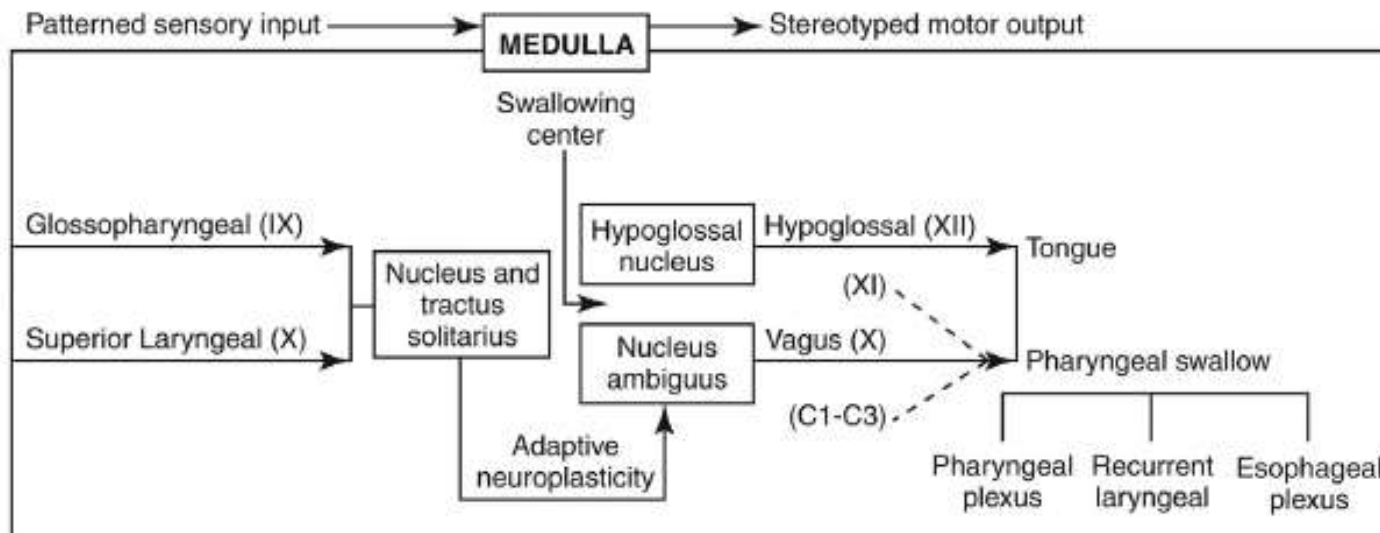 Patterned sensory input
MEDULLA
Stereotyped motor output
Swallowing
center
Glossopharyngeal (IX)
Superior Laryngeal (X)
Nucleus and
tractus
solitarius
Hypoglossal
nucleus
Hypoglossal (XII)
Tongue
(XI)
Nucleus
ambiguus
Vagus (X)
Pharyngeal swallow
(C1-C3)
Adaptive
neuroplasticity
Pharyngeal
plexus
Recurrent
laryngeal
Esophageal
plexus